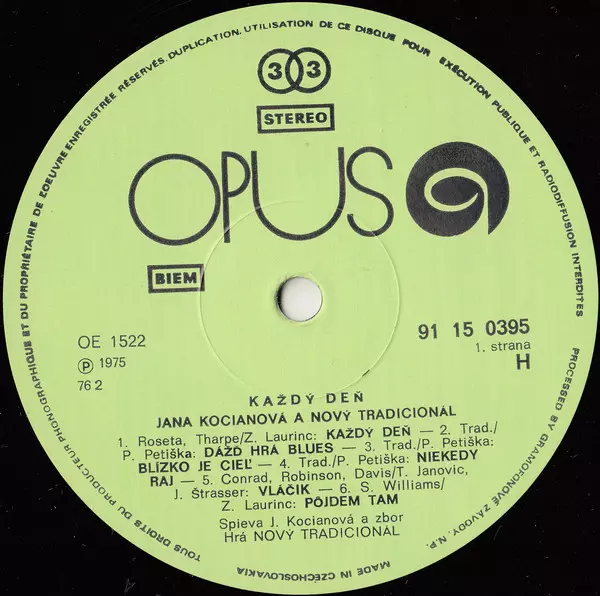 TOUS DROITS DU PRODUCTEUR PHONOGRAPHIQUE ET DU PROPRIÉTAIRE DE L'OEUVRE ENREGISTRÉE RÉSERVÉS. DUPLICATION, UTILISATION DE CE DISQUE POUR EXÉCUTION PUBLIQUE ET RADIODIFFUSION INTERDITES
PROCESSED BY GRAMOFONOVÉ ZÁVODY, N.P.
MADE IN CZECHOSLOVAKIA
33
STEREO
OPUS
BIEM
OE 1522
℗ 1975
76 2
91 15 0395
1. strana
H
KAŽDÝ DEŇ
JANA KOCIANOVÁ A NOVÝ TRADICIONÁL
1. Roseta, Tharpe/Z. Laurinc: KAŽDÝ DEŇ — 2. Trad./
P. Petiška: DÁŽĎ HRÁ BLUES — 3. Trad./P. Petiška:
BLÍZKO JE CIEĽ — 4. Trad./P. Petiška: NIEKEDY
RAJ — 5. Conrad, Robinson, Davis/T. Janovic,
J. Štrasser: VLÁČIK — 6. S. Williams/
Z. Laurinc: PÔJDEM TAM
Spieva J. Kocianová a zbor
Hrá NOVÝ TRADICIONÁL